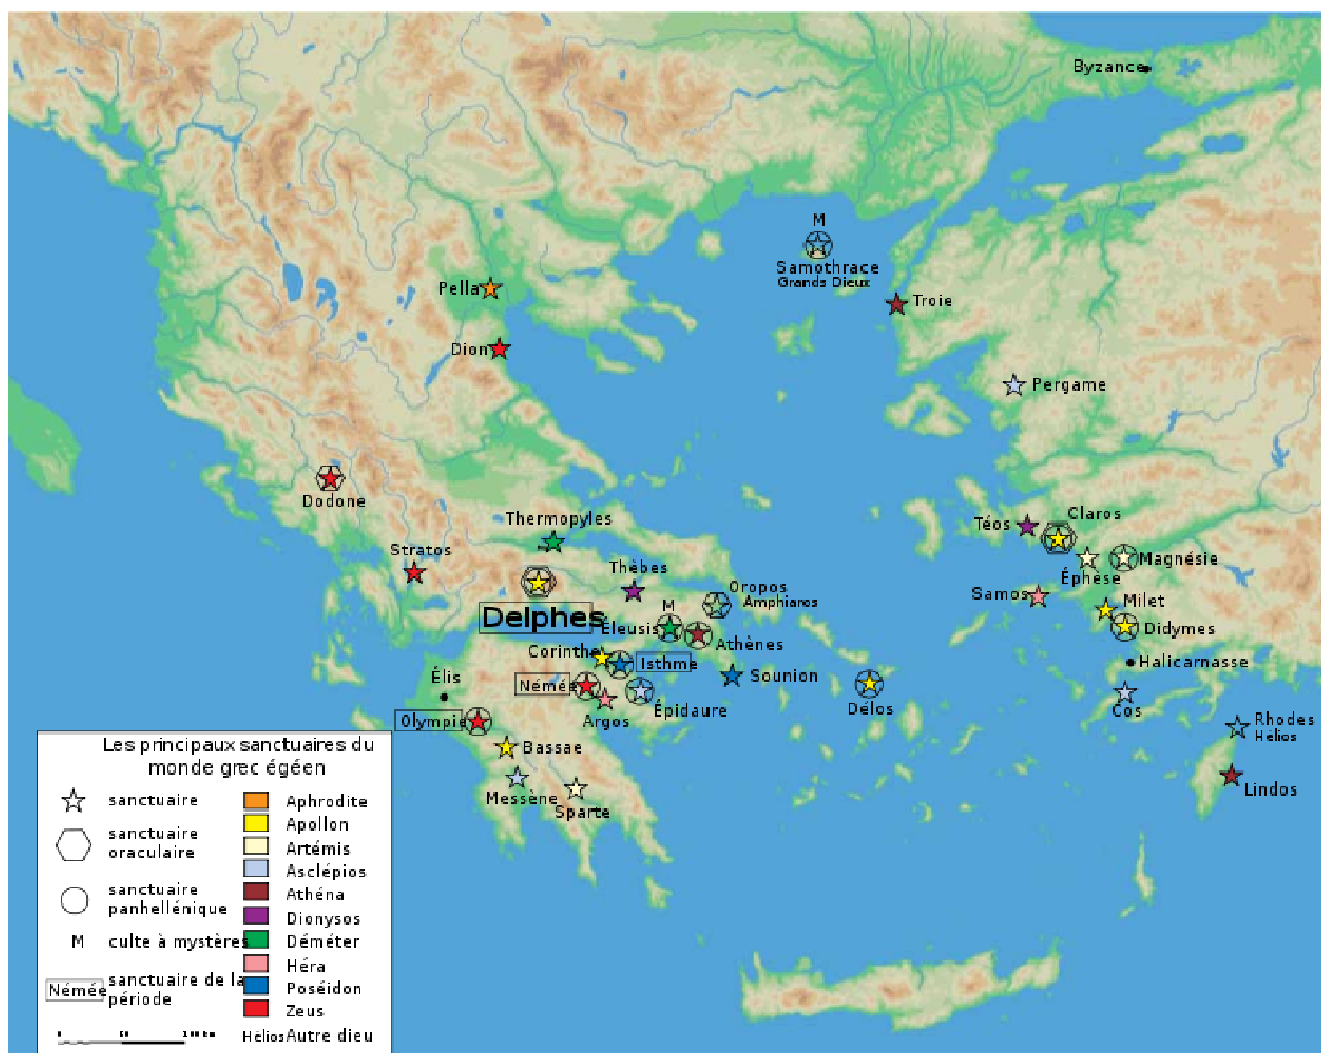 Byzance
M
Samothrace
Grands Dieux
Pella
Troie
Dion
Pergame
Dodone
Thermopyles
Téos
Claros
Stratos
Magnésie
Éphèse
Thèbes
Oropos
Amphiaros
Samos
Milet
M
Delphes
Eleusis
Didymes
Athènes
Corinthe
Isthme
Halicarnasse
Sounion
Élis
Némée
Épidaure
Délos
Argos
Cos
Olympie
Rhodes
Hélios
Bassae
Lindos
Messène
Sparte
Les principaux sanctuaires du
monde grec égéen
sanctuaire
sanctuaire
oraculaire
sanctuaire
panhellénique
M culte à mystères
Némée
sanctuaire de la
période
Aphrodite
Apollon
Artémis
Asclépios
Athéna
Dionysos
Déméter
Héra
Poséidon
Zeus
Hélios Autre dieu